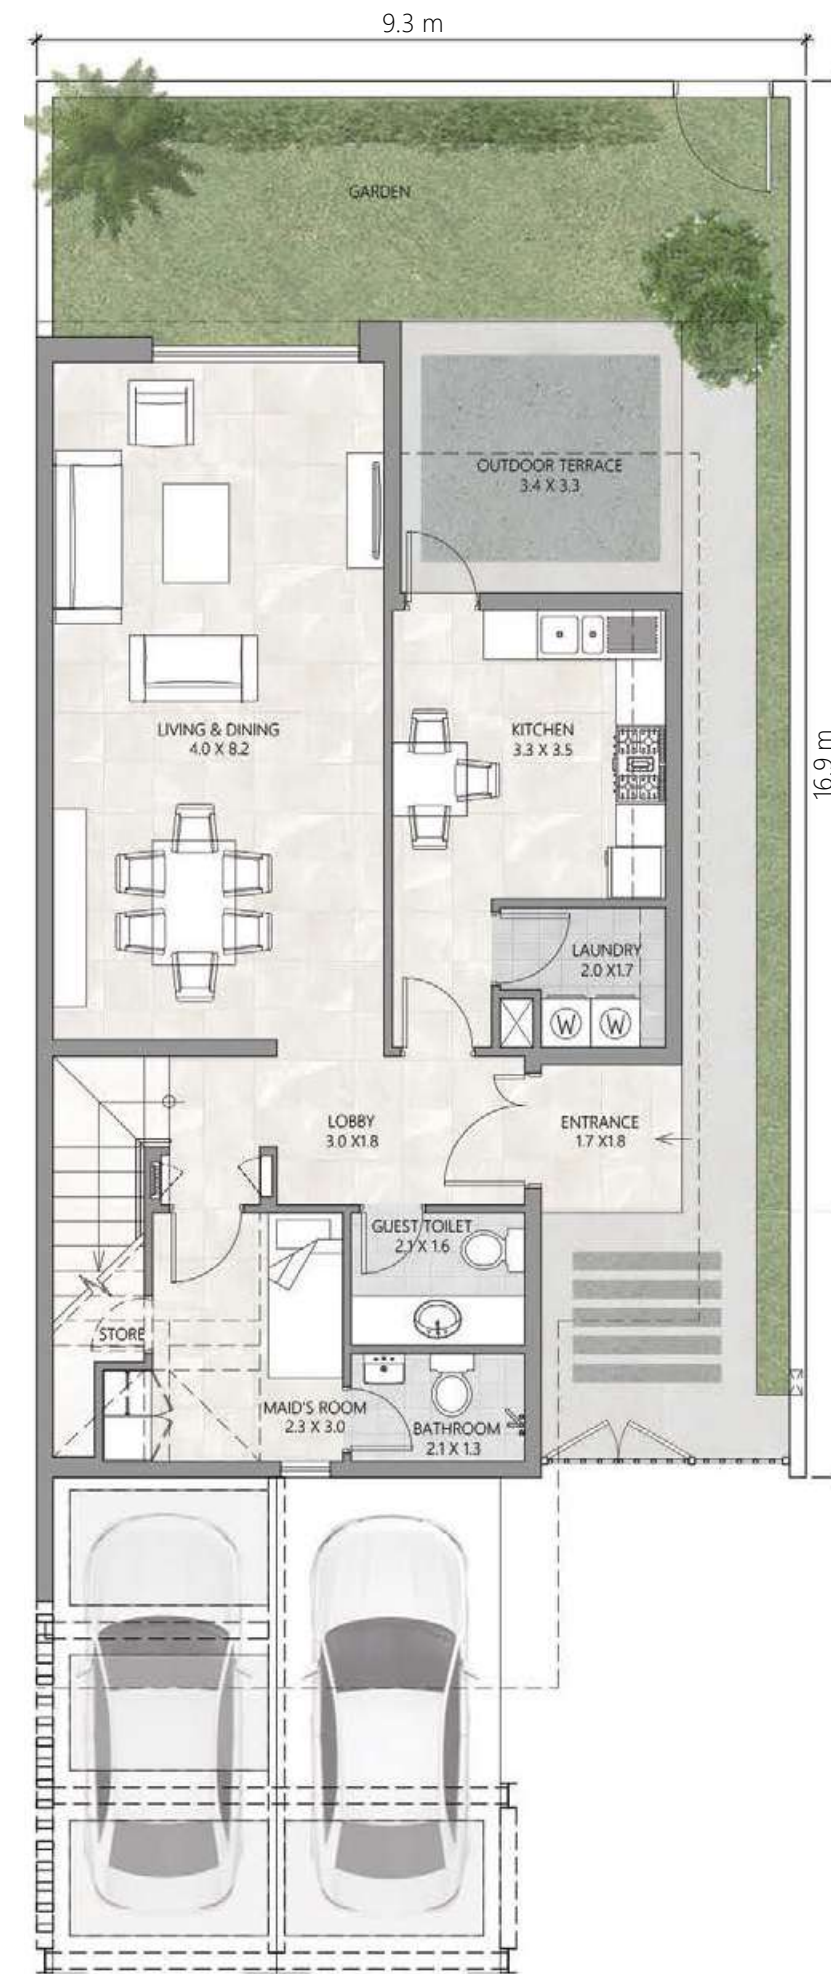 9.3 m
GARDEN
OUTDOOR TERRACE
3.4 X 3.3
LIVING & DINING
4.0 X 8.2
KITCHEN
3.3 X 3.5
16.9 m
LAUNDRY
2.0 X1.7
W W
LOBBY
3.0 X1.8
ENTRANCE
1.7 X1.8
GUEST TOILET
2.1 X 1.6
STORE
MAID'S ROOM
2.3 X 3.0
BATHROOM
2.1 X 1.3